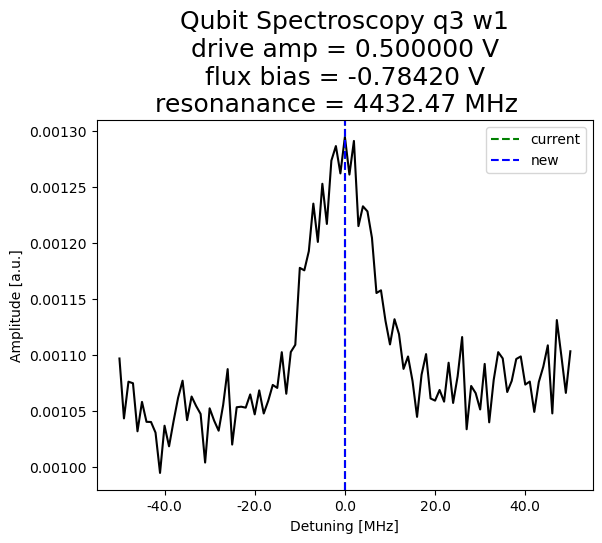 Qubit Spectroscopy q3 w1
drive amp = 0.500000 V
flux bias = -0.78420 V
resonanance = 4432.47 MHz
current
new
Amplitude [a.u.]
0.00130
0.00125
0.00120
0.00115
0.00110
0.00105
0.00100
-40.0
-20.0
0.0
20.0
40.0
Detuning [MHz]